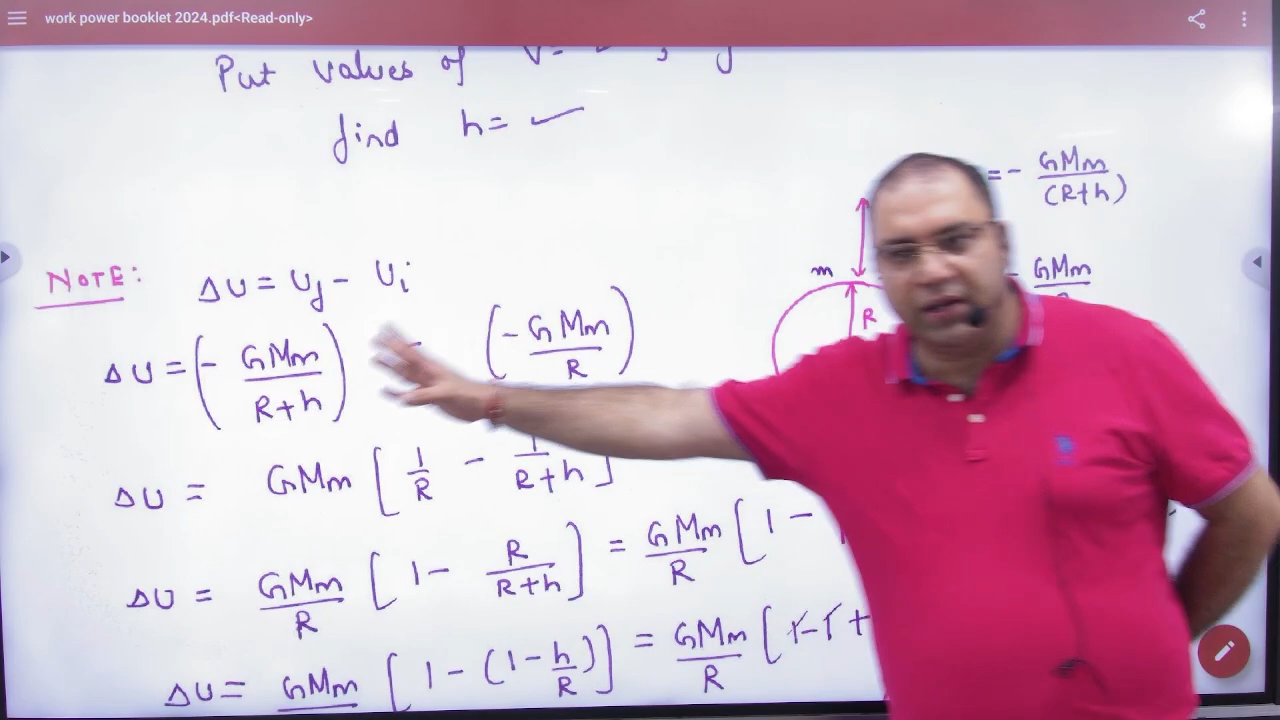 work power booklet 2024.pdf<Read-only>
Put values of V=
find h= ✓
= - GMm/(R+h)
m
GMm
R
NOTE: ΔU = Uf - Ui
ΔU = (- GMm/R+h) - (- GMm/R)
ΔU = GMm [1/R - 1/R+h]
ΔU = GMm/R [1 - R/R+h] = GMm/R [1 -
ΔU = GMm [1 - (1 - h/R)] = GMm/R [1 - 1 +